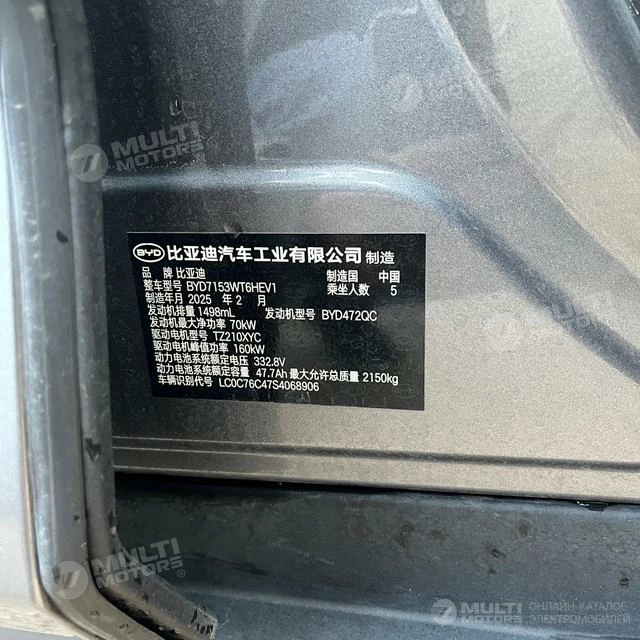 MULTI
MOTORS
MULTI
MOTORS
BYD 比亚迪汽车工业有限公司 制造
品 牌 比亚迪 制造国 中国
整车型号 BYD7153WT6HEV1 乘坐人数 5
制造年月 2025 年 2 月
发动机排量 1498mL 发动机型号 BYD472QC
发动机最大净功率 70kW
驱动电机型号 TZ210XYC
驱动电机峰值功率 160kW
动力电池系统额定电压 332.8V
动力电池系统额定容量 47.7Ah 最大允许总质量 2150kg
车辆识别代号 LC0C76C47S4068906
MULTI
MOTORS
MULTI
MOTORS
ОНЛАЙН-КАТАЛОГ
ЭЛЕКТРОМОБИЛЕЙ